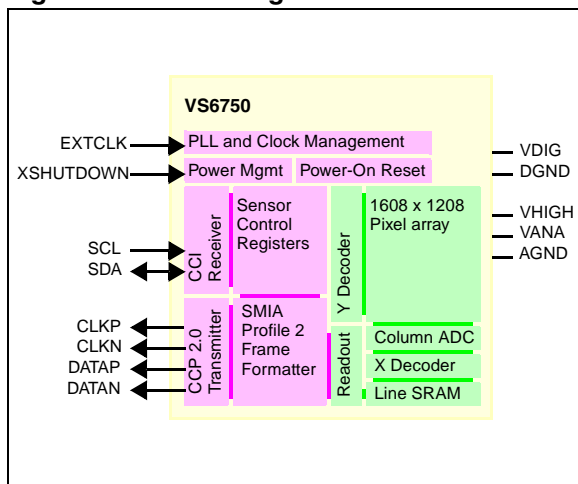 VS6750
EXTCLK
PLL and Clock Management
XSHUTDOWN
Power Mgmt
Power-On Reset
VDIG
DGND
VHIGH
VANA
AGND
SCL
SDA
CCI
Receiver
Sensor
Control
Registers
Y Decoder
1608 x 1208
Pixel array
CLKP
CLKN
DATAP
DATAN
CCP 2.0
Transmitter
SMIA
Profile 2
Frame
Formatter
Readout
Column ADC
X Decoder
Line SRAM